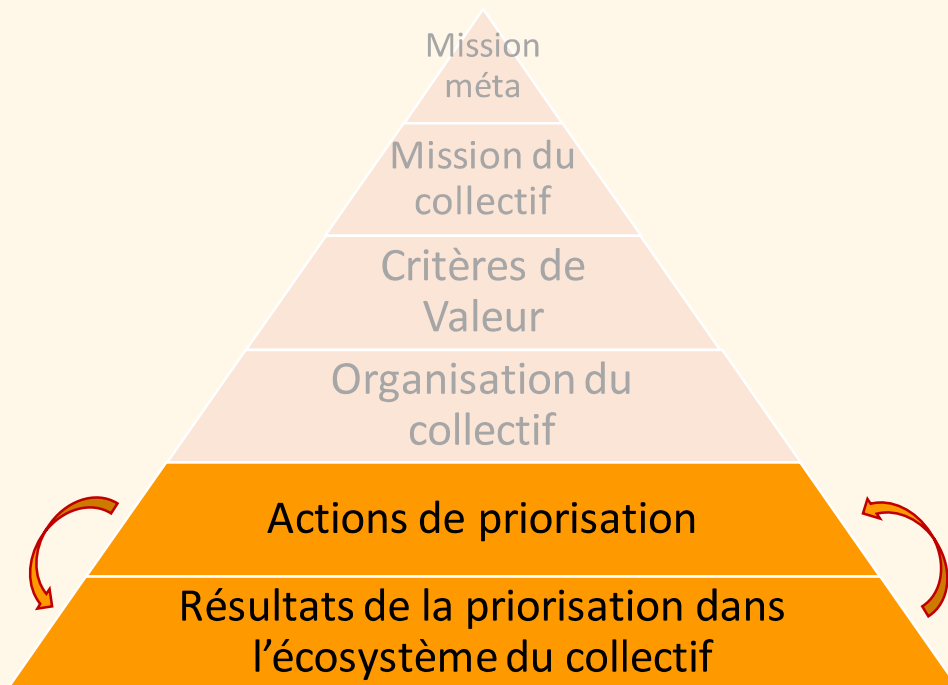 Mission
méta
Mission du
collectif
Critères de
Valeur
Organisation du
collectif
Actions de priorisation
Résultats de la priorisation dans
l’écosystème du collectif